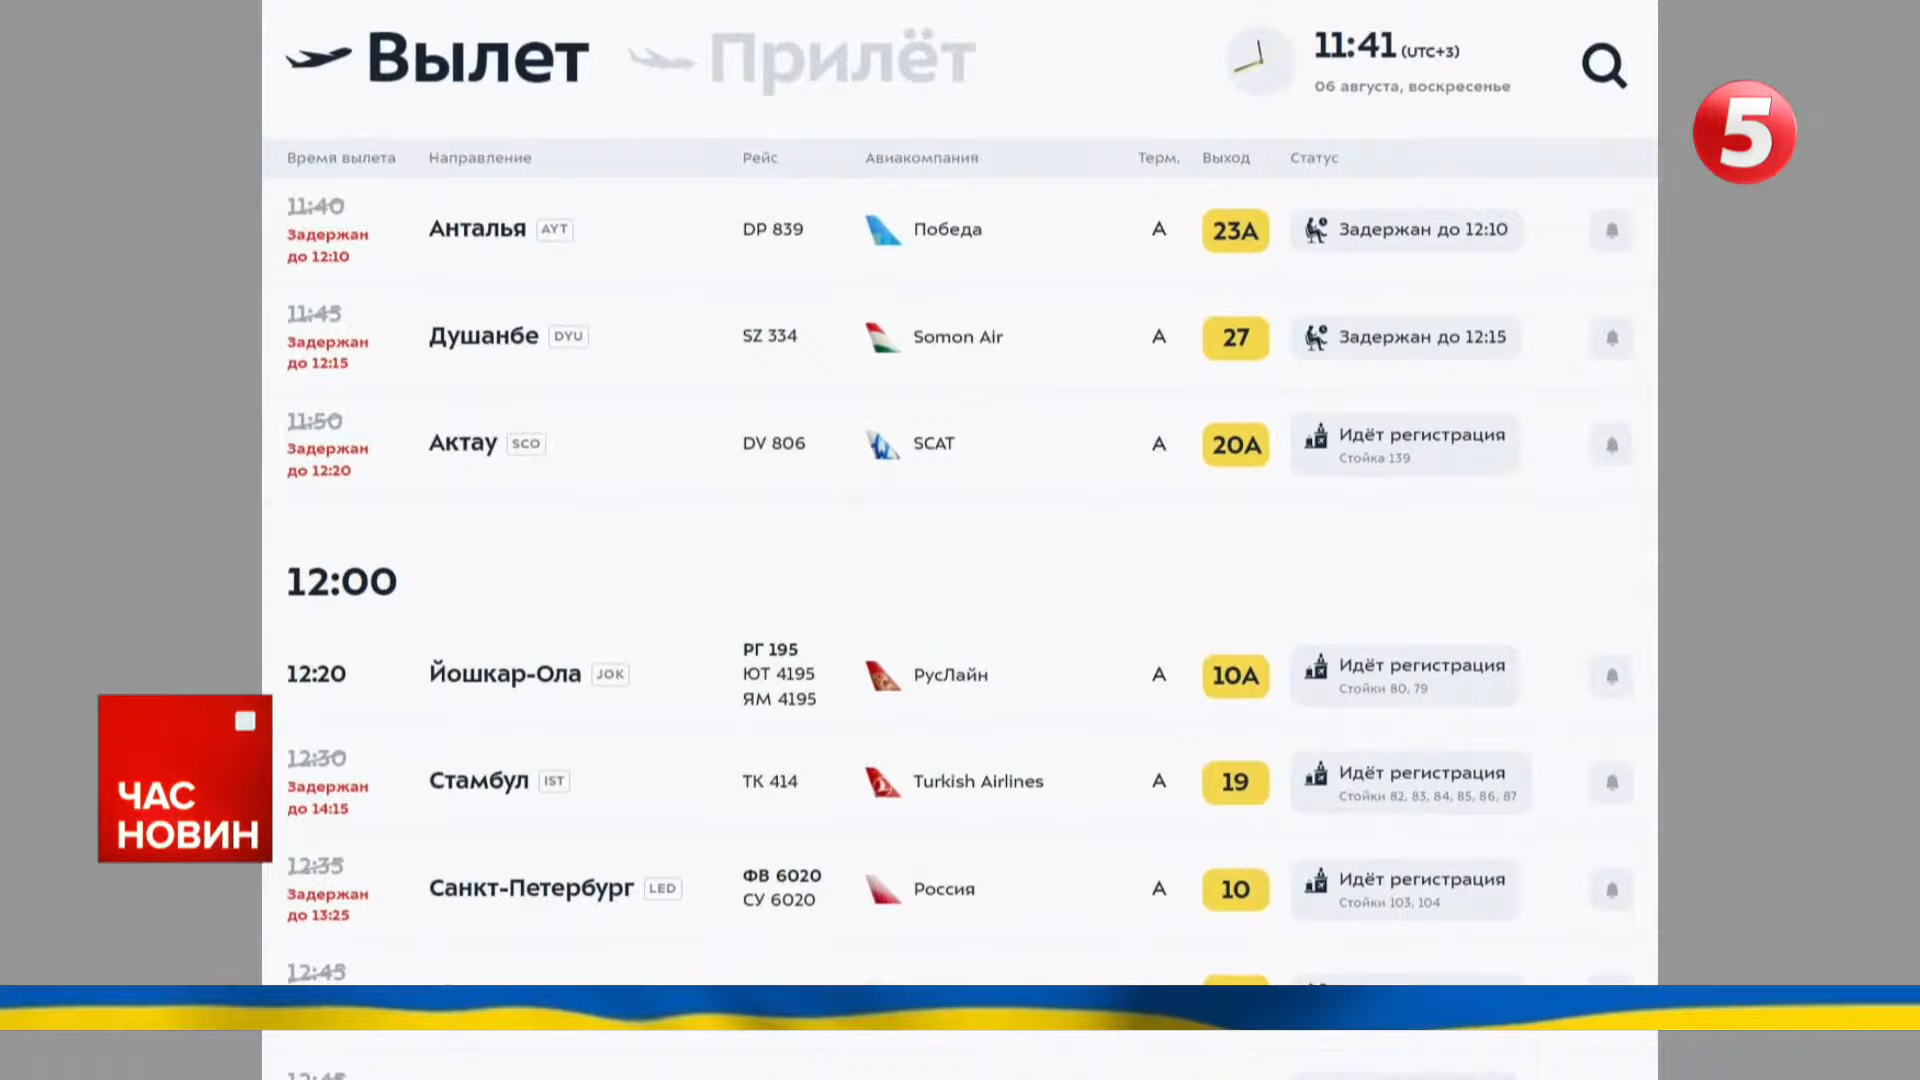 Вылет
Прилёт
11:41 (UTC+3)
06 августа, воскресенье
5
Время вылета Направление Рейс Авиакомпания Терм. Выход Статус
11:40
Задержан
до 12:10
Анталья AYT DP 839 Победа A 23A Задержан до 12:10
11:45
Задержан
до 12:15
Душанбе DYU SZ 334 Somon Air A 27 Задержан до 12:15
11:50
Задержан
до 12:20
Актау SCO DV 806 SCAT A 20A Идёт регистрация
Стойка 139
12:00
12:20 Йошкар-Ола JOK РГ 195
ЮТ 4195
ЯМ 4195
РусЛайн A 10A Идёт регистрация
Стойки 80, 79
12:30
Задержан
до 14:15
Стамбул IST TK 414 Turkish Airlines A 19 Идёт регистрация
Стойки 82, 83, 84, 85, 86, 87
ЧАС
НОВИН
12:35
Задержан
до 13:25
Санкт-Петербург LED ФВ 6020
СУ 6020
Россия A 10 Идёт регистрация
Стойки 103, 104
12:45
12:45